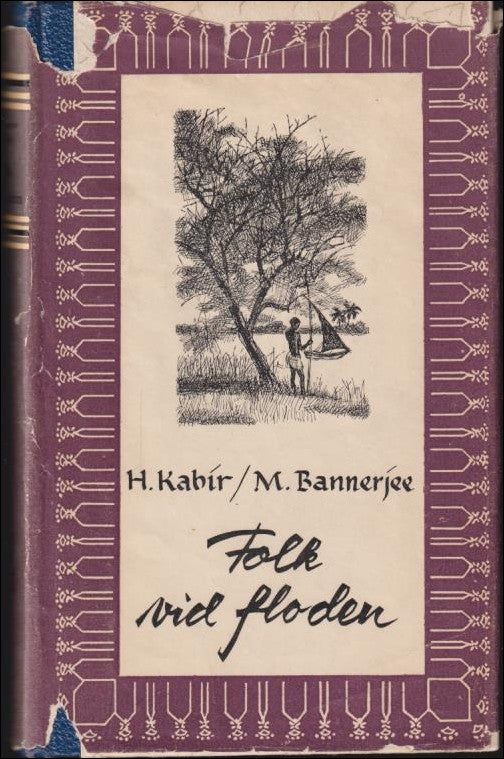 H. Kabir / M. Bannerjee
Folk
vid floden